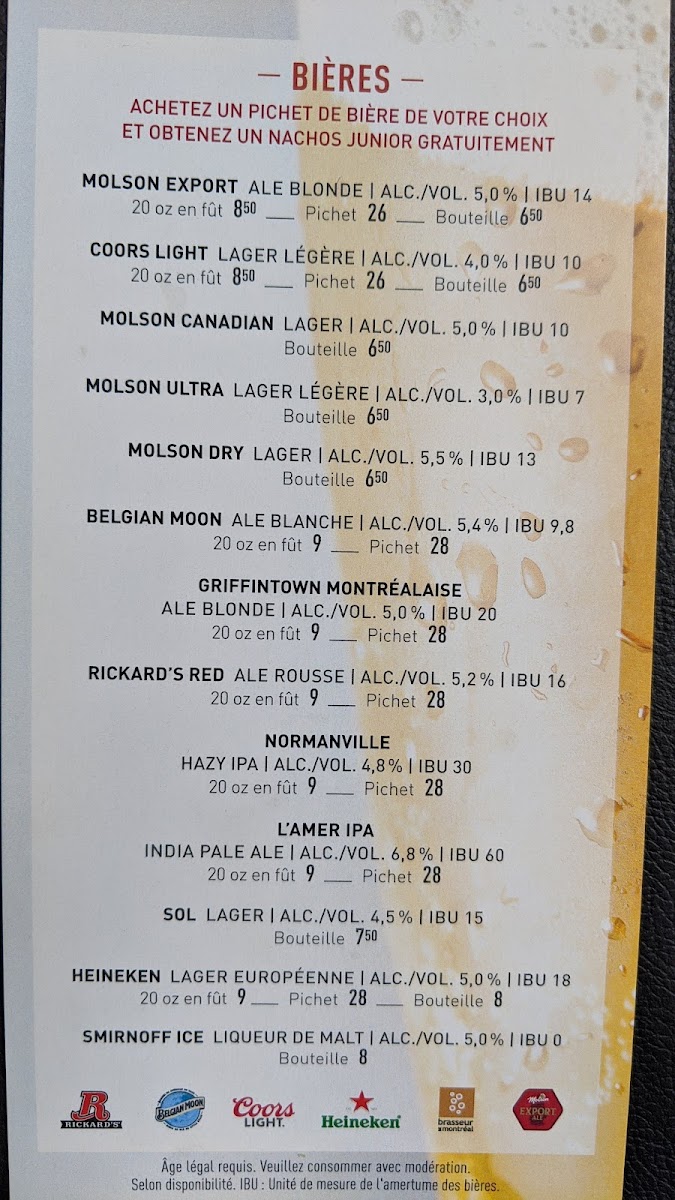 — BIÈRES —
ACHETEZ UN PICHET DE BIÈRE DE VOTRE CHOIX
ET OBTENEZ UN NACHOS JUNIOR GRATUITEMENT
MOLSON EXPORT ALE BLONDE | ALC./VOL. 5,0 % | IBU 14
20 oz en fût 8⁵⁰ __ Pichet 26 __ Bouteille 6⁵⁰
COORS LIGHT LAGER LÉGÈRE | ALC./VOL. 4,0 % | IBU 10
20 oz en fût 8⁵⁰ __ Pichet 26 __ Bouteille 6⁵⁰
MOLSON CANADIAN LAGER | ALC./VOL. 5,0 % | IBU 10
Bouteille 6⁵⁰
MOLSON ULTRA LAGER LÉGÈRE | ALC./VOL. 3,0 % | IBU 7
Bouteille 6⁵⁰
MOLSON DRY LAGER | ALC./VOL. 5,5 % | IBU 13
Bouteille 6⁵⁰
BELGIAN MOON ALE BLANCHE | ALC./VOL. 5,4 % | IBU 9,8
20 oz en fût 9 __ Pichet 28
GRIFFINTOWN MONTRÉALAISE
ALE BLONDE | ALC./VOL. 5,0 % | IBU 20
20 oz en fût 9 __ Pichet 28
RICKARD'S RED ALE ROUSSE | ALC./VOL. 5,2 % | IBU 16
20 oz en fût 9 __ Pichet 28
NORMANVILLE
HAZY IPA | ALC./VOL. 4,8 % | IBU 30
20 oz en fût 9 __ Pichet 28
L'AMER IPA
INDIA PALE ALE | ALC./VOL. 6,8 % | IBU 60
20 oz en fût 9 __ Pichet 28
SOL LAGER | ALC./VOL. 4,5 % | IBU 15
Bouteille 7⁵⁰
HEINEKEN LAGER EUROPÉENNE | ALC./VOL. 5,0 % | IBU 18
20 oz en fût 9 __ Pichet 28 __ Bouteille 8
SMIRNOFF ICE LIQUEUR DE MALT | ALC./VOL. 5,0 % | IBU 0
Bouteille 8
R RICKARD'S
BELGIAN MOON
Coors LIGHT
Heineken
brasseur de montréal
Molson EXPORT ALE
Âge légal requis. Veuillez consommer avec modération.
Selon disponibilité. IBU : Unité de mesure de l'amertume des bières.